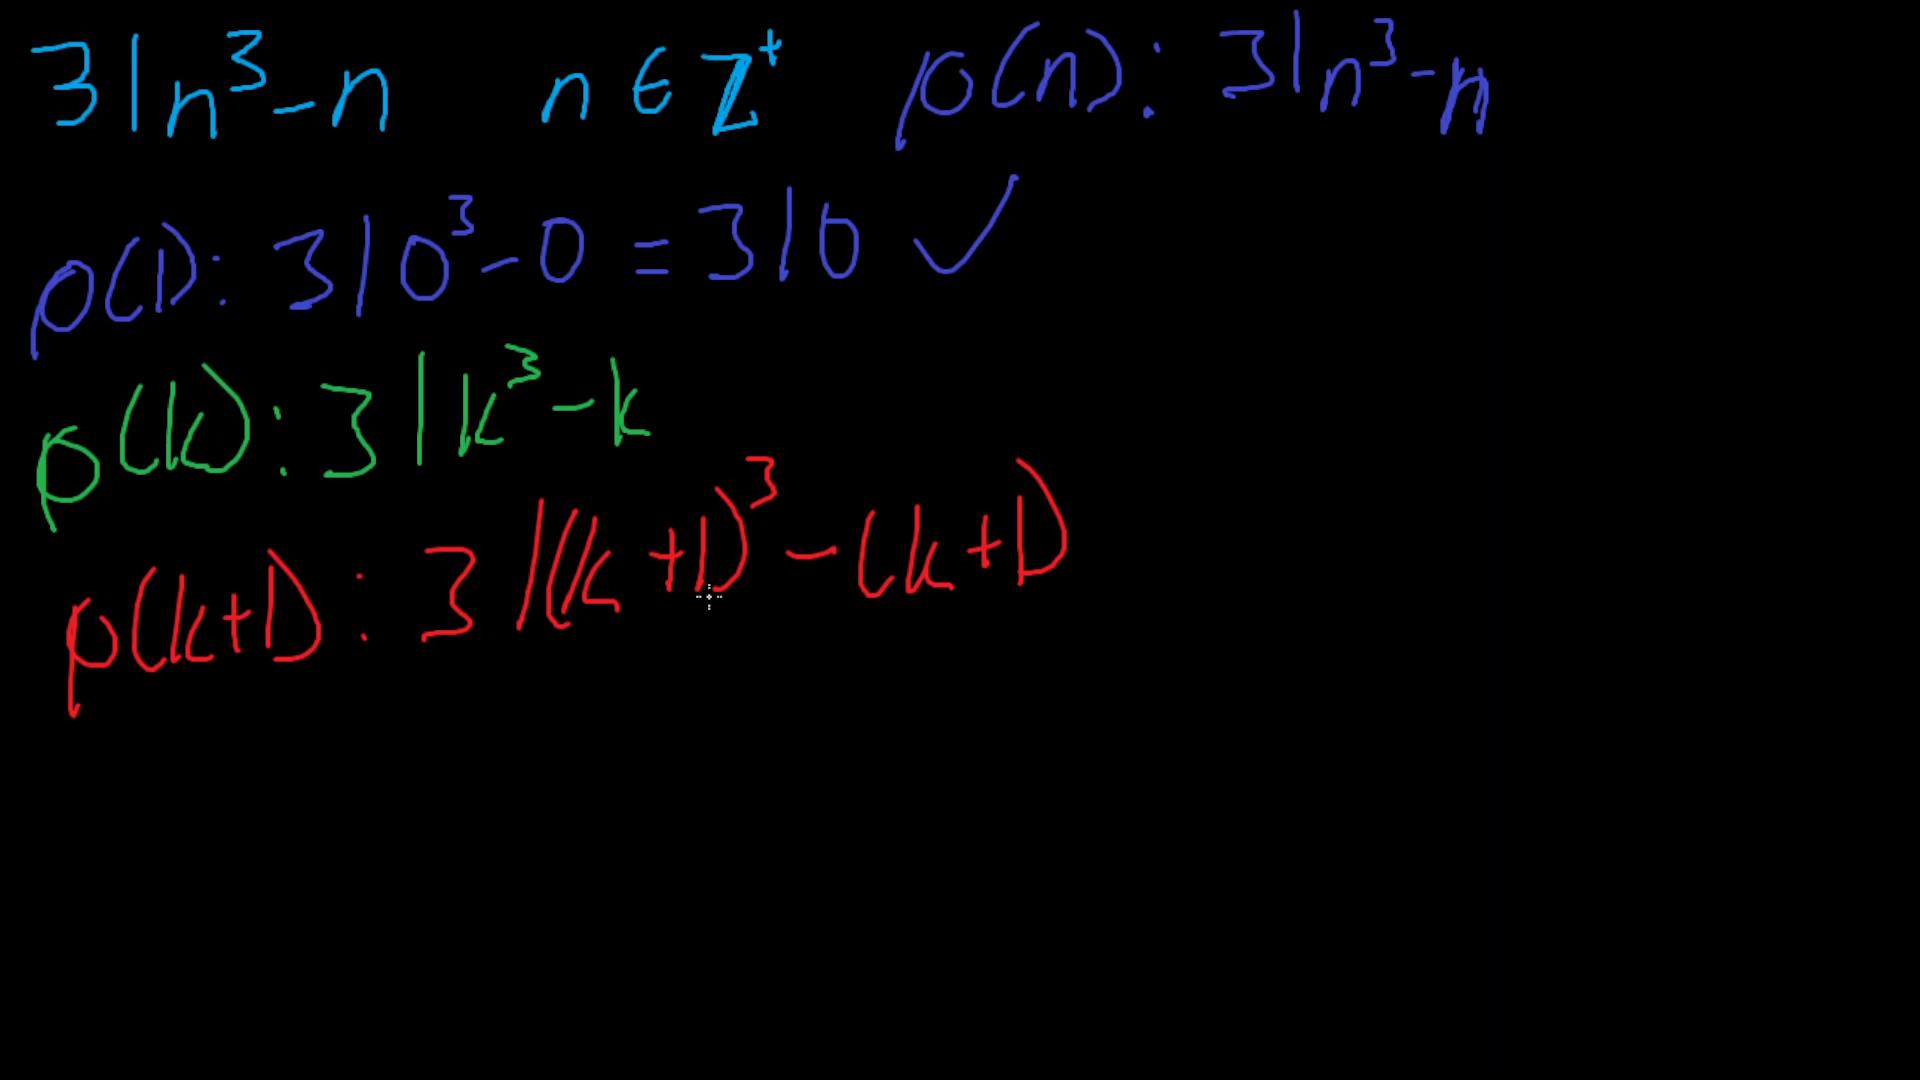 3|n³-n n∈Z⁺ p(n): 3|n³-n
p(1): 3|0³-0 = 3|0 ✓
p(k): 3|k³-k
p(k+1): 3|(k+1)³-(k+1)